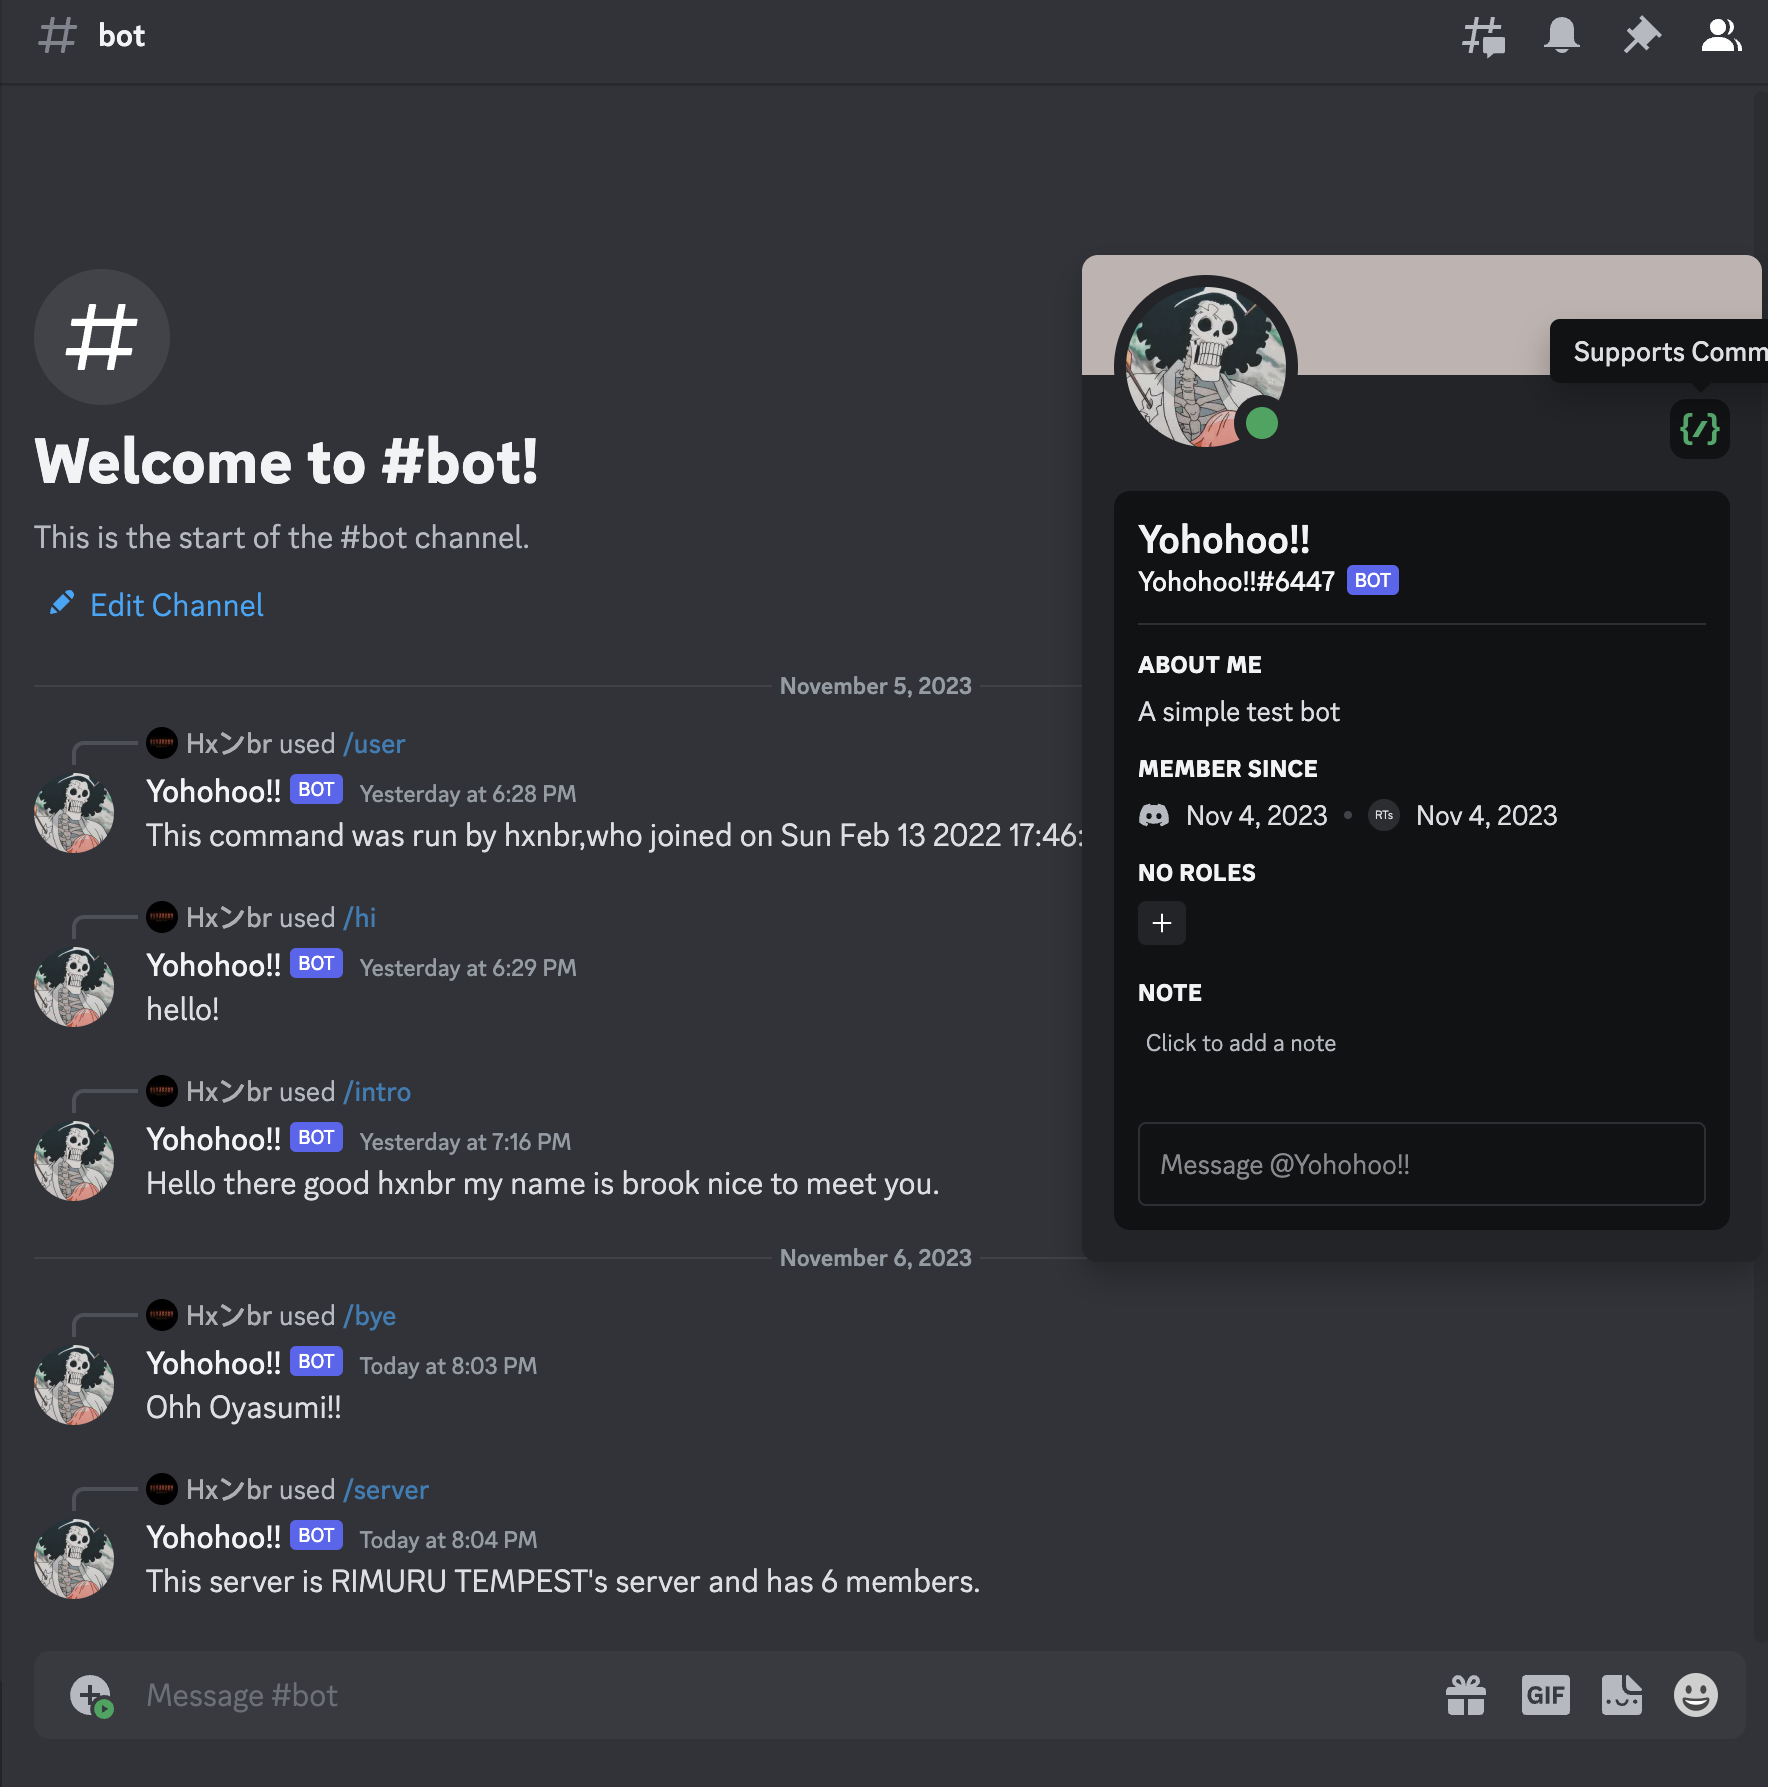 bot
Welcome to #bot!
This is the start of the #bot channel.
Edit Channel
November 5, 2023
Hxンbr used /user
Yohohoo!! BOT Yesterday at 6:28 PM
This command was run by hxnbr,who joined on Sun Feb 13 2022 17:46:
Hxンbr used /hi
Yohohoo!! BOT Yesterday at 6:29 PM
hello!
Hxンbr used /intro
Yohohoo!! BOT Yesterday at 7:16 PM
Hello there good hxnbr my name is brook nice to meet you.
November 6, 2023
Hxンbr used /bye
Yohohoo!! BOT Today at 8:03 PM
Ohh Oyasumi!!
Hxンbr used /server
Yohohoo!! BOT Today at 8:04 PM
This server is RIMURU TEMPEST's server and has 6 members.
Message #bot
GIF
Supports Comm
{/}
Yohohoo!!
Yohohoo!!#6447 BOT
ABOUT ME
A simple test bot
MEMBER SINCE
Nov 4, 2023 • RTs Nov 4, 2023
NO ROLES
+
NOTE
Click to add a note
Message @Yohohoo!!